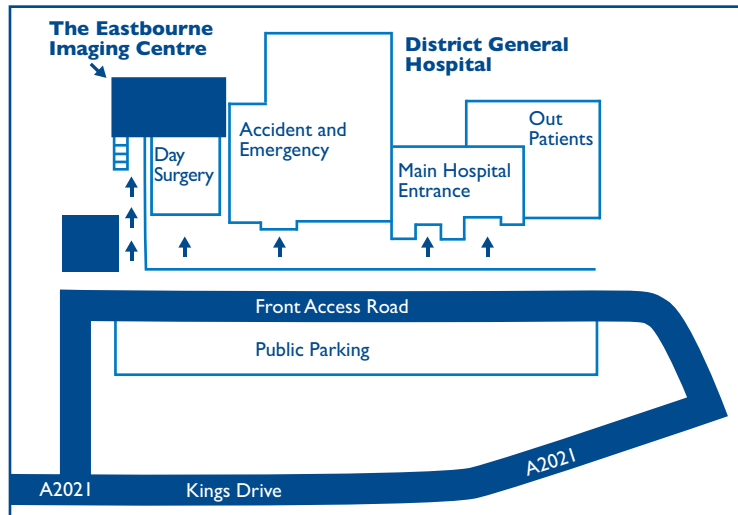 The Eastbourne
Imaging Centre
District General
Hospital
Accident and
Emergency
Out
Patients
Day
Surgery
Main Hospital
Entrance
Front Access Road
Public Parking
A2021
A2021
Kings Drive